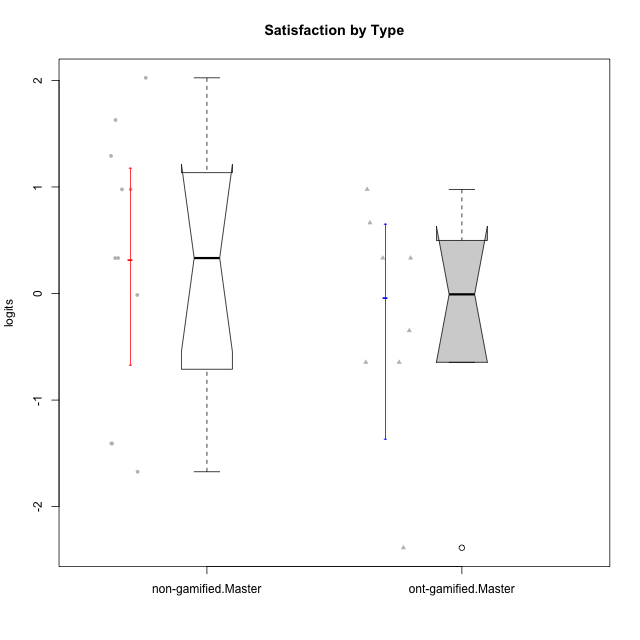 Satisfaction by Type
logits
2
1
0
-1
-2
non-gamified.Master
ont-gamified.Master